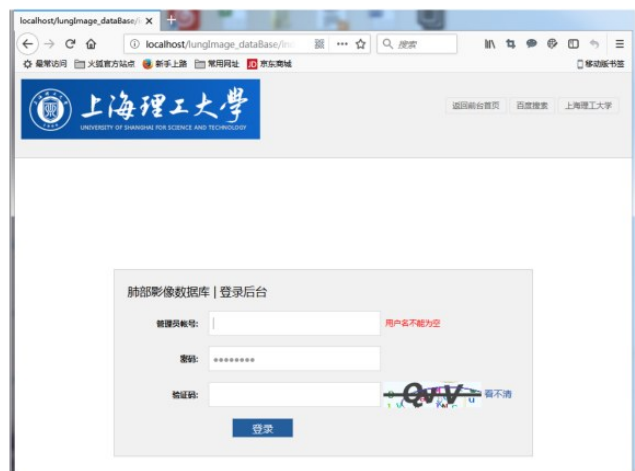 localhost/lungImage_dataBase/i
localhost/lungImage_dataBase/in
搜索
最常访问 火狐官方站点 新手上路 常用网址 JD 京东商城 移动版书签
上海理工大學
UNIVERSITY OF SHANGHAI FOR SCIENCE AND TECHNOLOGY
返回前台首页 百度搜索 上海理工大学
肺部影像数据库 | 登录后台
管理员帐号: 用户名不能为空
密码: ********
验证码: QvV 看不清
登录